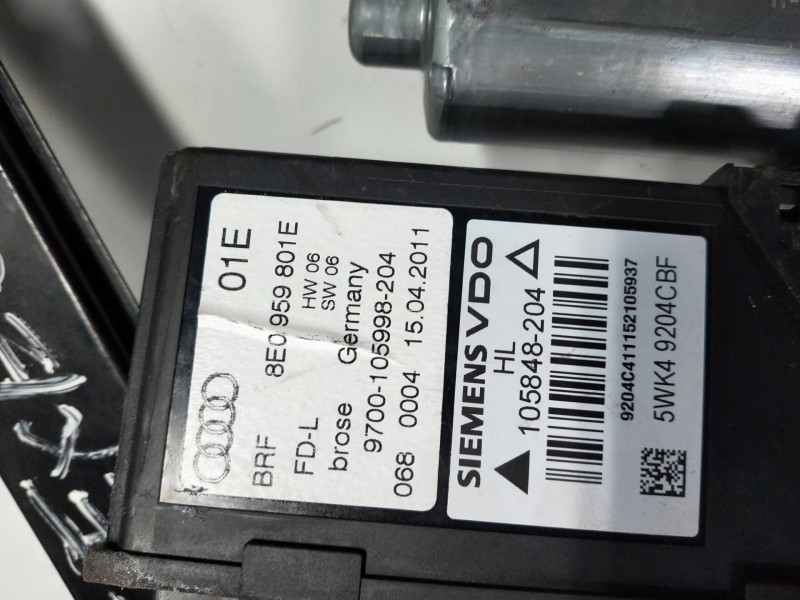 01E
8E0 959 801E
HW 06
SW 06
BRF
FD-L
brose Germany
9700-105998-204
068 0004 15.04.2011
SIEMENS VDO
HL
105848-204
9204C411152105937
5WK4 9204CBF